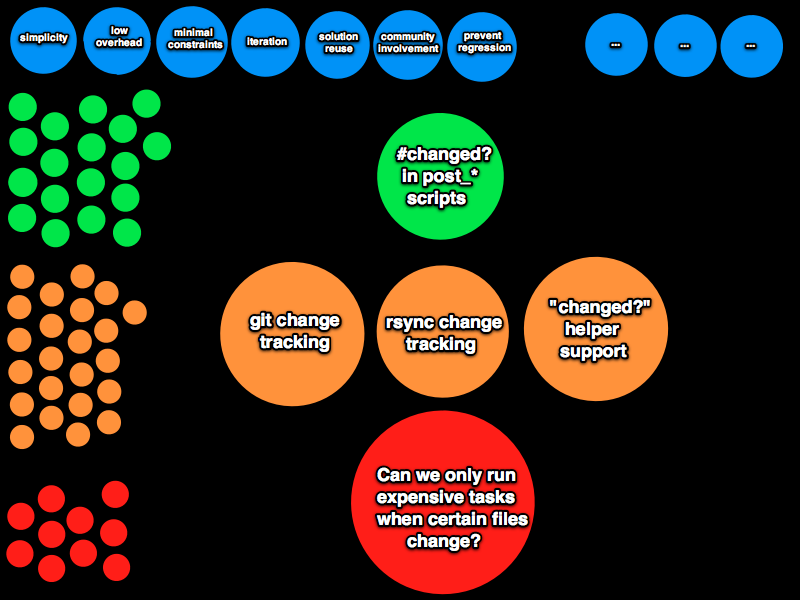 simplicity
low
overhead
minimal
constraints
iteration
solution
reuse
community
involvement
prevent
regression
...
...
...
#changed?
in post_*
scripts
git change
tracking
rsync change
tracking
"changed?"
helper
support
Can we only run
expensive tasks
when certain files
change?